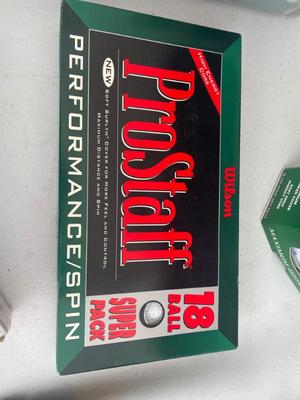 HIGH ENERGY
CORE
Wilson
ProStaff
NEW
SOFT SURLYN® COVER FOR MORE FEEL AND CONTROL
MAXIMUM DISTANCE AND SPIN
18
BALL
SUPER
PACK
PERFORMANCE/SPIN